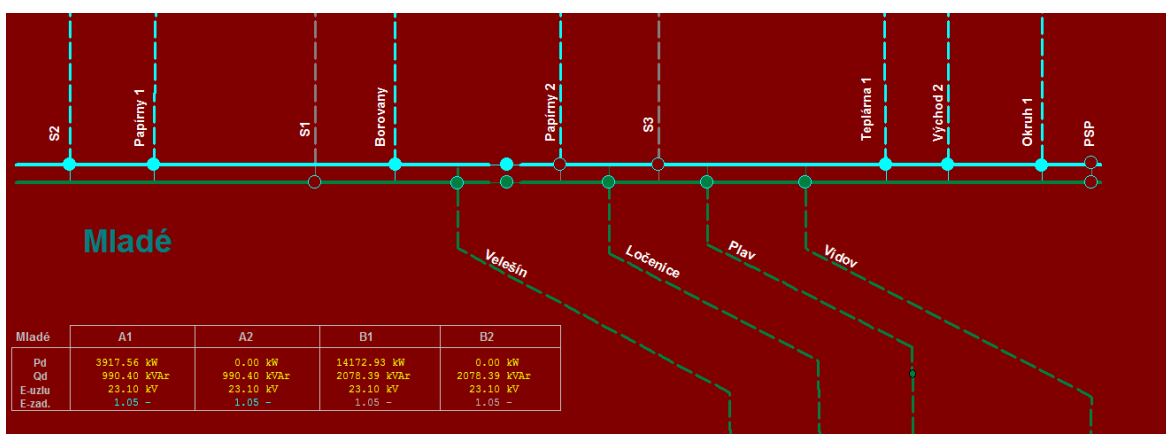 S2
Papírny 1
S1
Borovany
Papírny 2
S3
Teplárna 1
Východ 2
Okruh 1
PSP
Mladé
Velešín
Ločenice
Plav
Vidov
Mladé A1 A2 B1 B2
Pd 3917.56 kW 0.00 kW 14172.93 kW 0.00 kW
Qd 990.40 kVAr 990.40 kVAr 2078.39 kVAr 2078.39 kVAr
E-uzlu 23.10 kV 23.10 kV 23.10 kV 23.10 kV
E-zad. 1.05 - 1.05 - 1.05 - 1.05 -